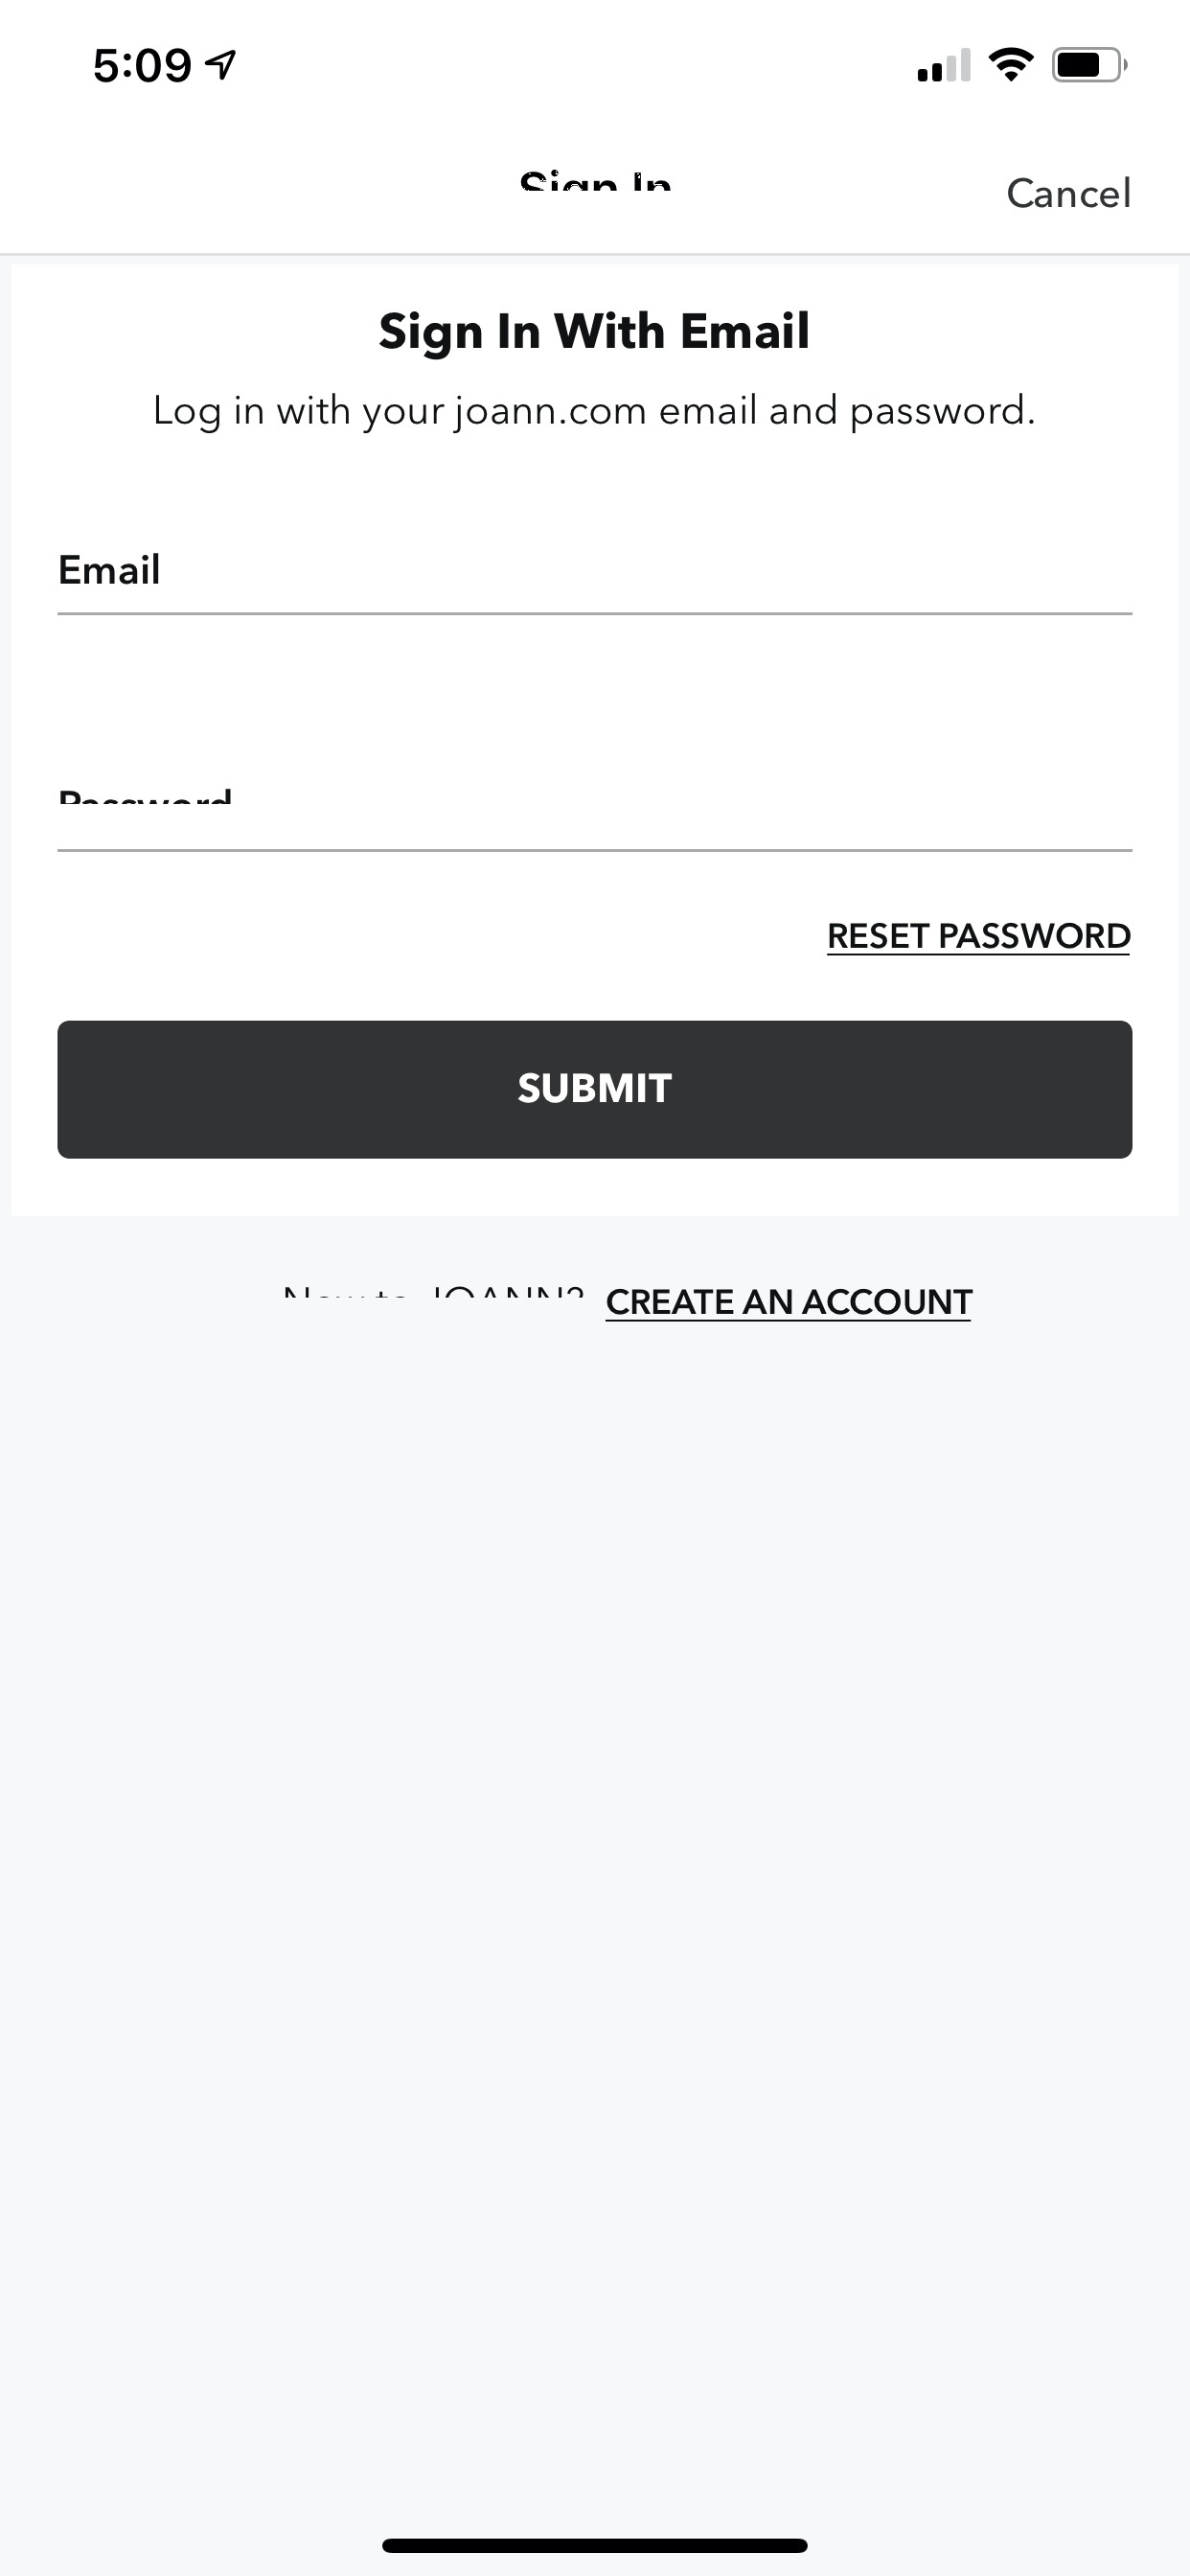 5:09
Sign In
Cancel
Sign In With Email
Log in with your joann.com email and password.
Email
Password
RESET PASSWORD
SUBMIT
New to JOANN? CREATE AN ACCOUNT